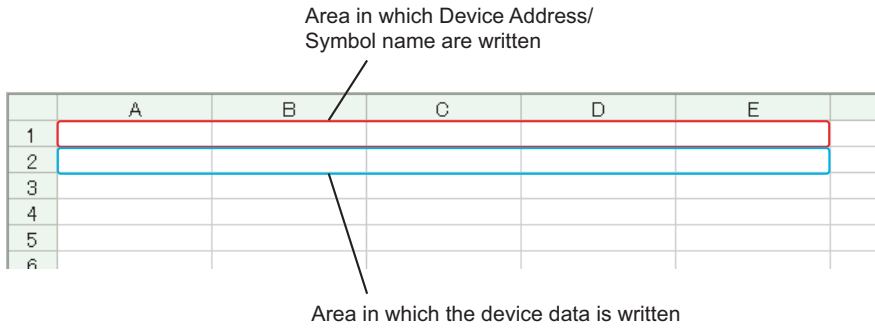 Area in which Device Address/
Symbol name are written
A B C D E
1
2
3
4
5
6
Area in which the device data is written